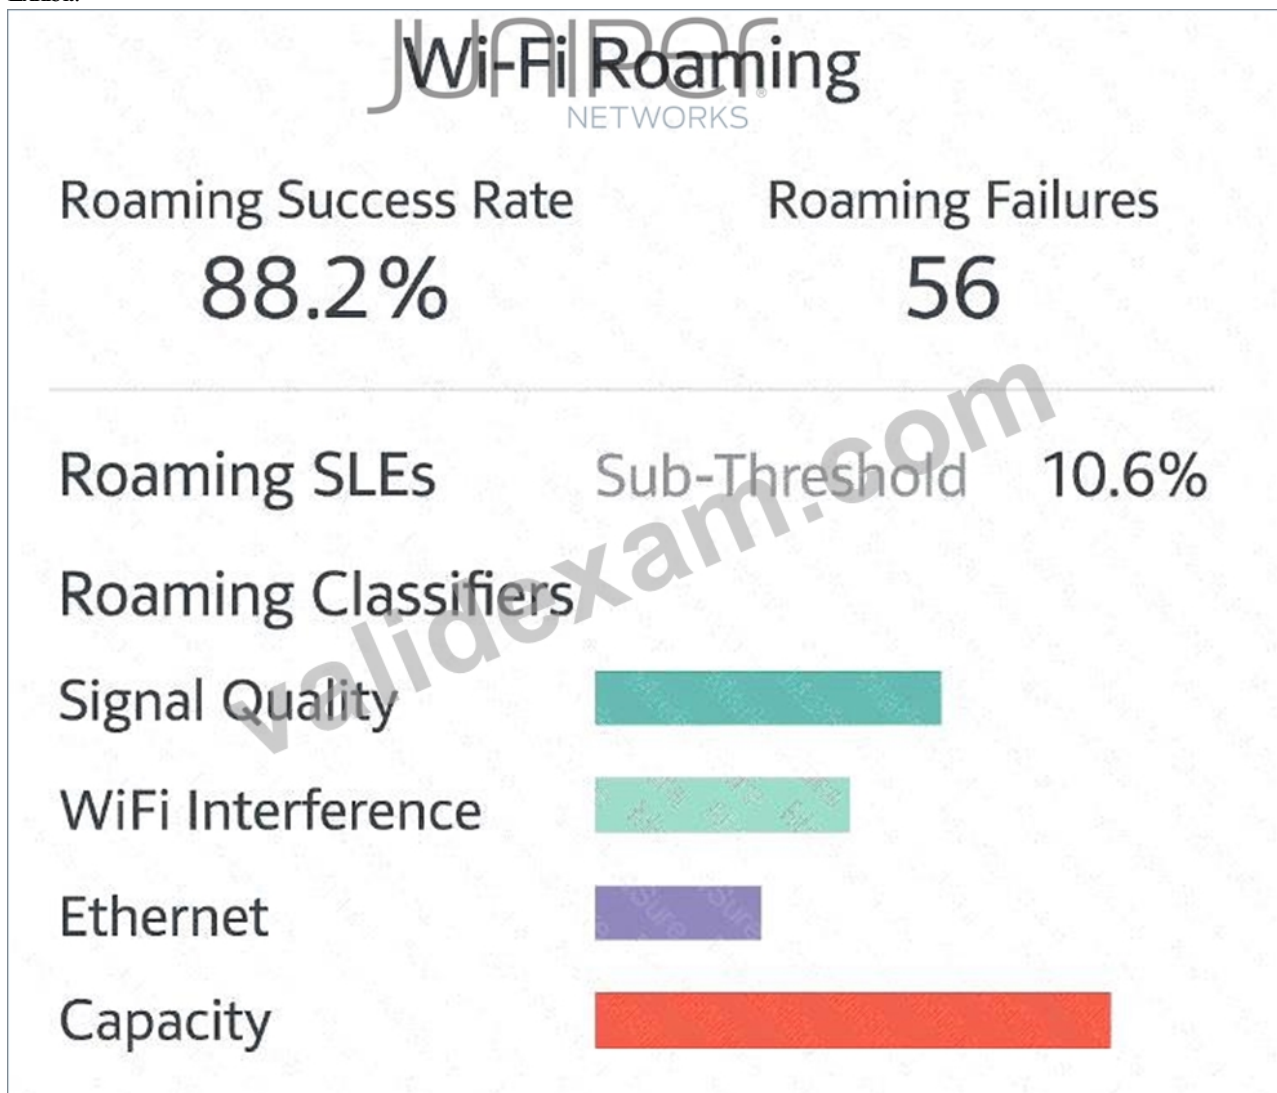 JUNIPER
Wi-Fi Roaming
NETWORKS
Roaming Success Rate Roaming Failures
88.2% 56
Roaming SLEs Sub-Threshold 10.6%
Roaming Classifiers
validexam.com
Signal Quality
WiFi Interference
Ethernet
Capacity